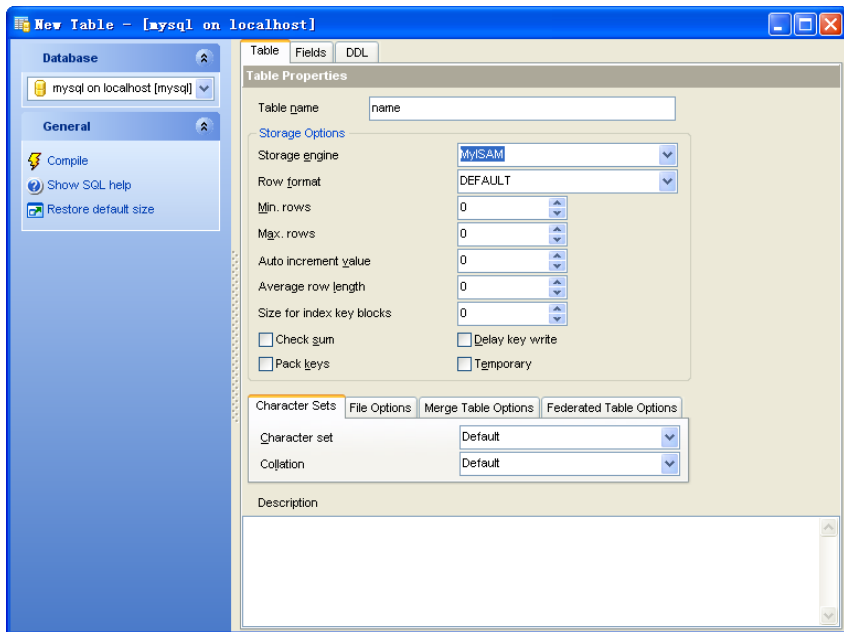 New Table - [mysql on localhost]
Database
mysql on localhost [mysql]
General
Compile
Show SQL help
Restore default size
Table Fields DDL
Table Properties
Table name name
Storage Options
Storage engine MyISAM
Row format DEFAULT
Min. rows 0
Max. rows 0
Auto increment value 0
Average row length 0
Size for index key blocks 0
Check sum Delay key write
Pack keys Temporary
Character Sets File Options Merge Table Options Federated Table Options
Character set Default
Collation Default
Description